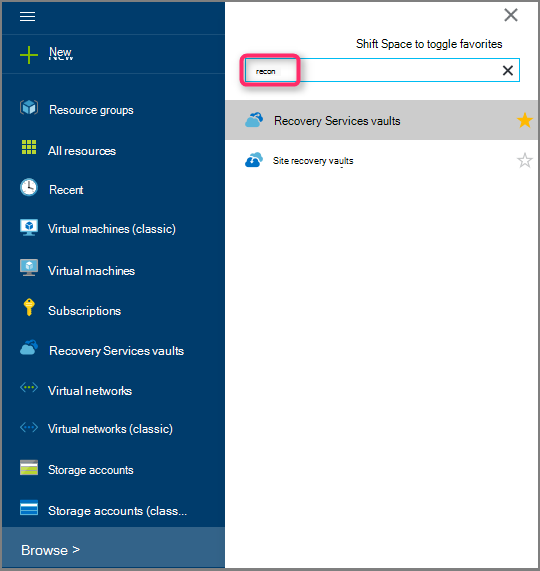 New
Resource groups
All resources
Recent
Virtual machines (classic)
Virtual machines
Subscriptions
Recovery Services vaults
Virtual networks
Virtual networks (classic)
Storage accounts
Storage accounts (class...
Browse >
Shift Space to toggle favorites
recon
Recovery Services vaults
Site recovery vaults